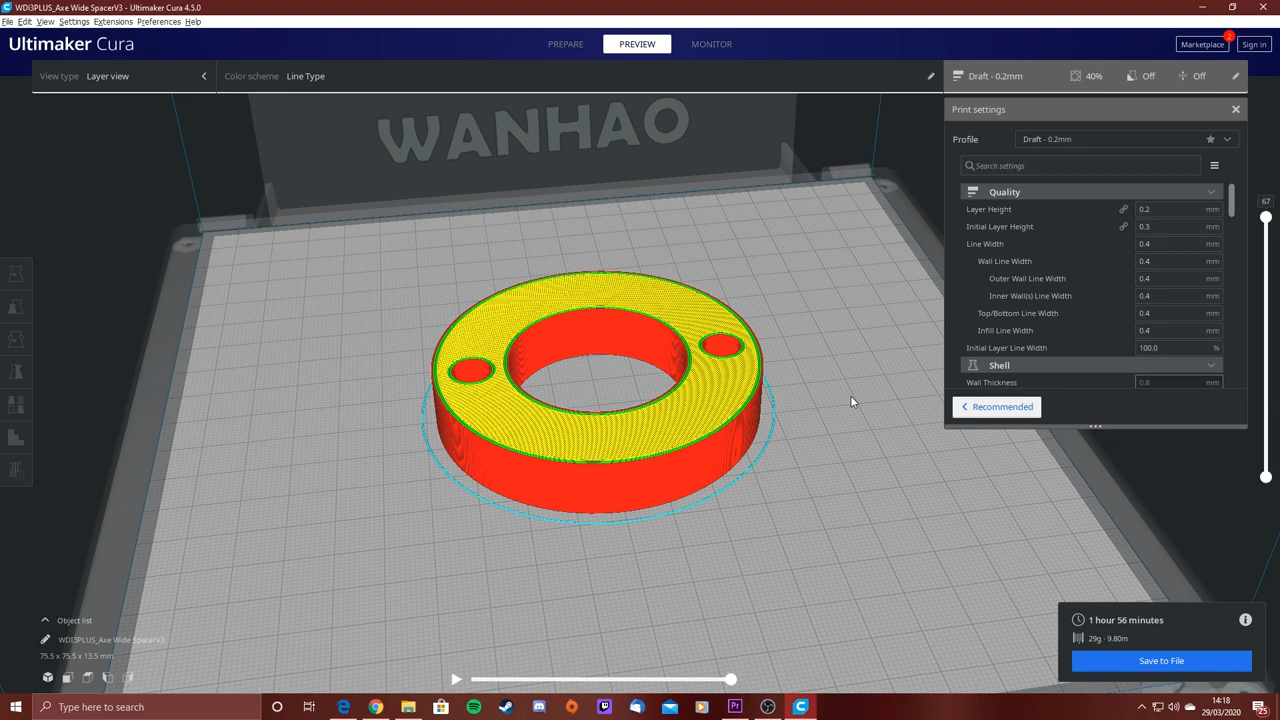 WDI3PLUS_Axe Wide SpacerV3 - Ultimaker Cura 4.5.0
File Edit View Settings Extensions Preferences Help
Ultimaker Cura
PREPARE PREVIEW MONITOR
Marketplace 2 Sign in
View type Layer view Color scheme Line Type Draft - 0.2mm 40% Off Off
WANHAO
Print settings
Profile Draft - 0.2mm
Search settings
Quality
Layer Height 0.2 mm
Initial Layer Height 0.3 mm
Line Width 0.4 mm
Wall Line Width 0.4 mm
Outer Wall Line Width 0.4 mm
Inner Wall(s) Line Width 0.4 mm
Top/Bottom Line Width 0.4 mm
Infill Line Width 0.4 mm
Initial Layer Line Width 100.0 %
Shell
Wall Thickness 0.8 mm
Recommended
67
Object list
WDI3PLUS_Axe Wide SpacerV3
75.5 x 75.5 x 13.5 mm
1 hour 56 minutes
29g · 9.80m
Save to File
Type here to search
Pr
14:18
29/03/2020
25